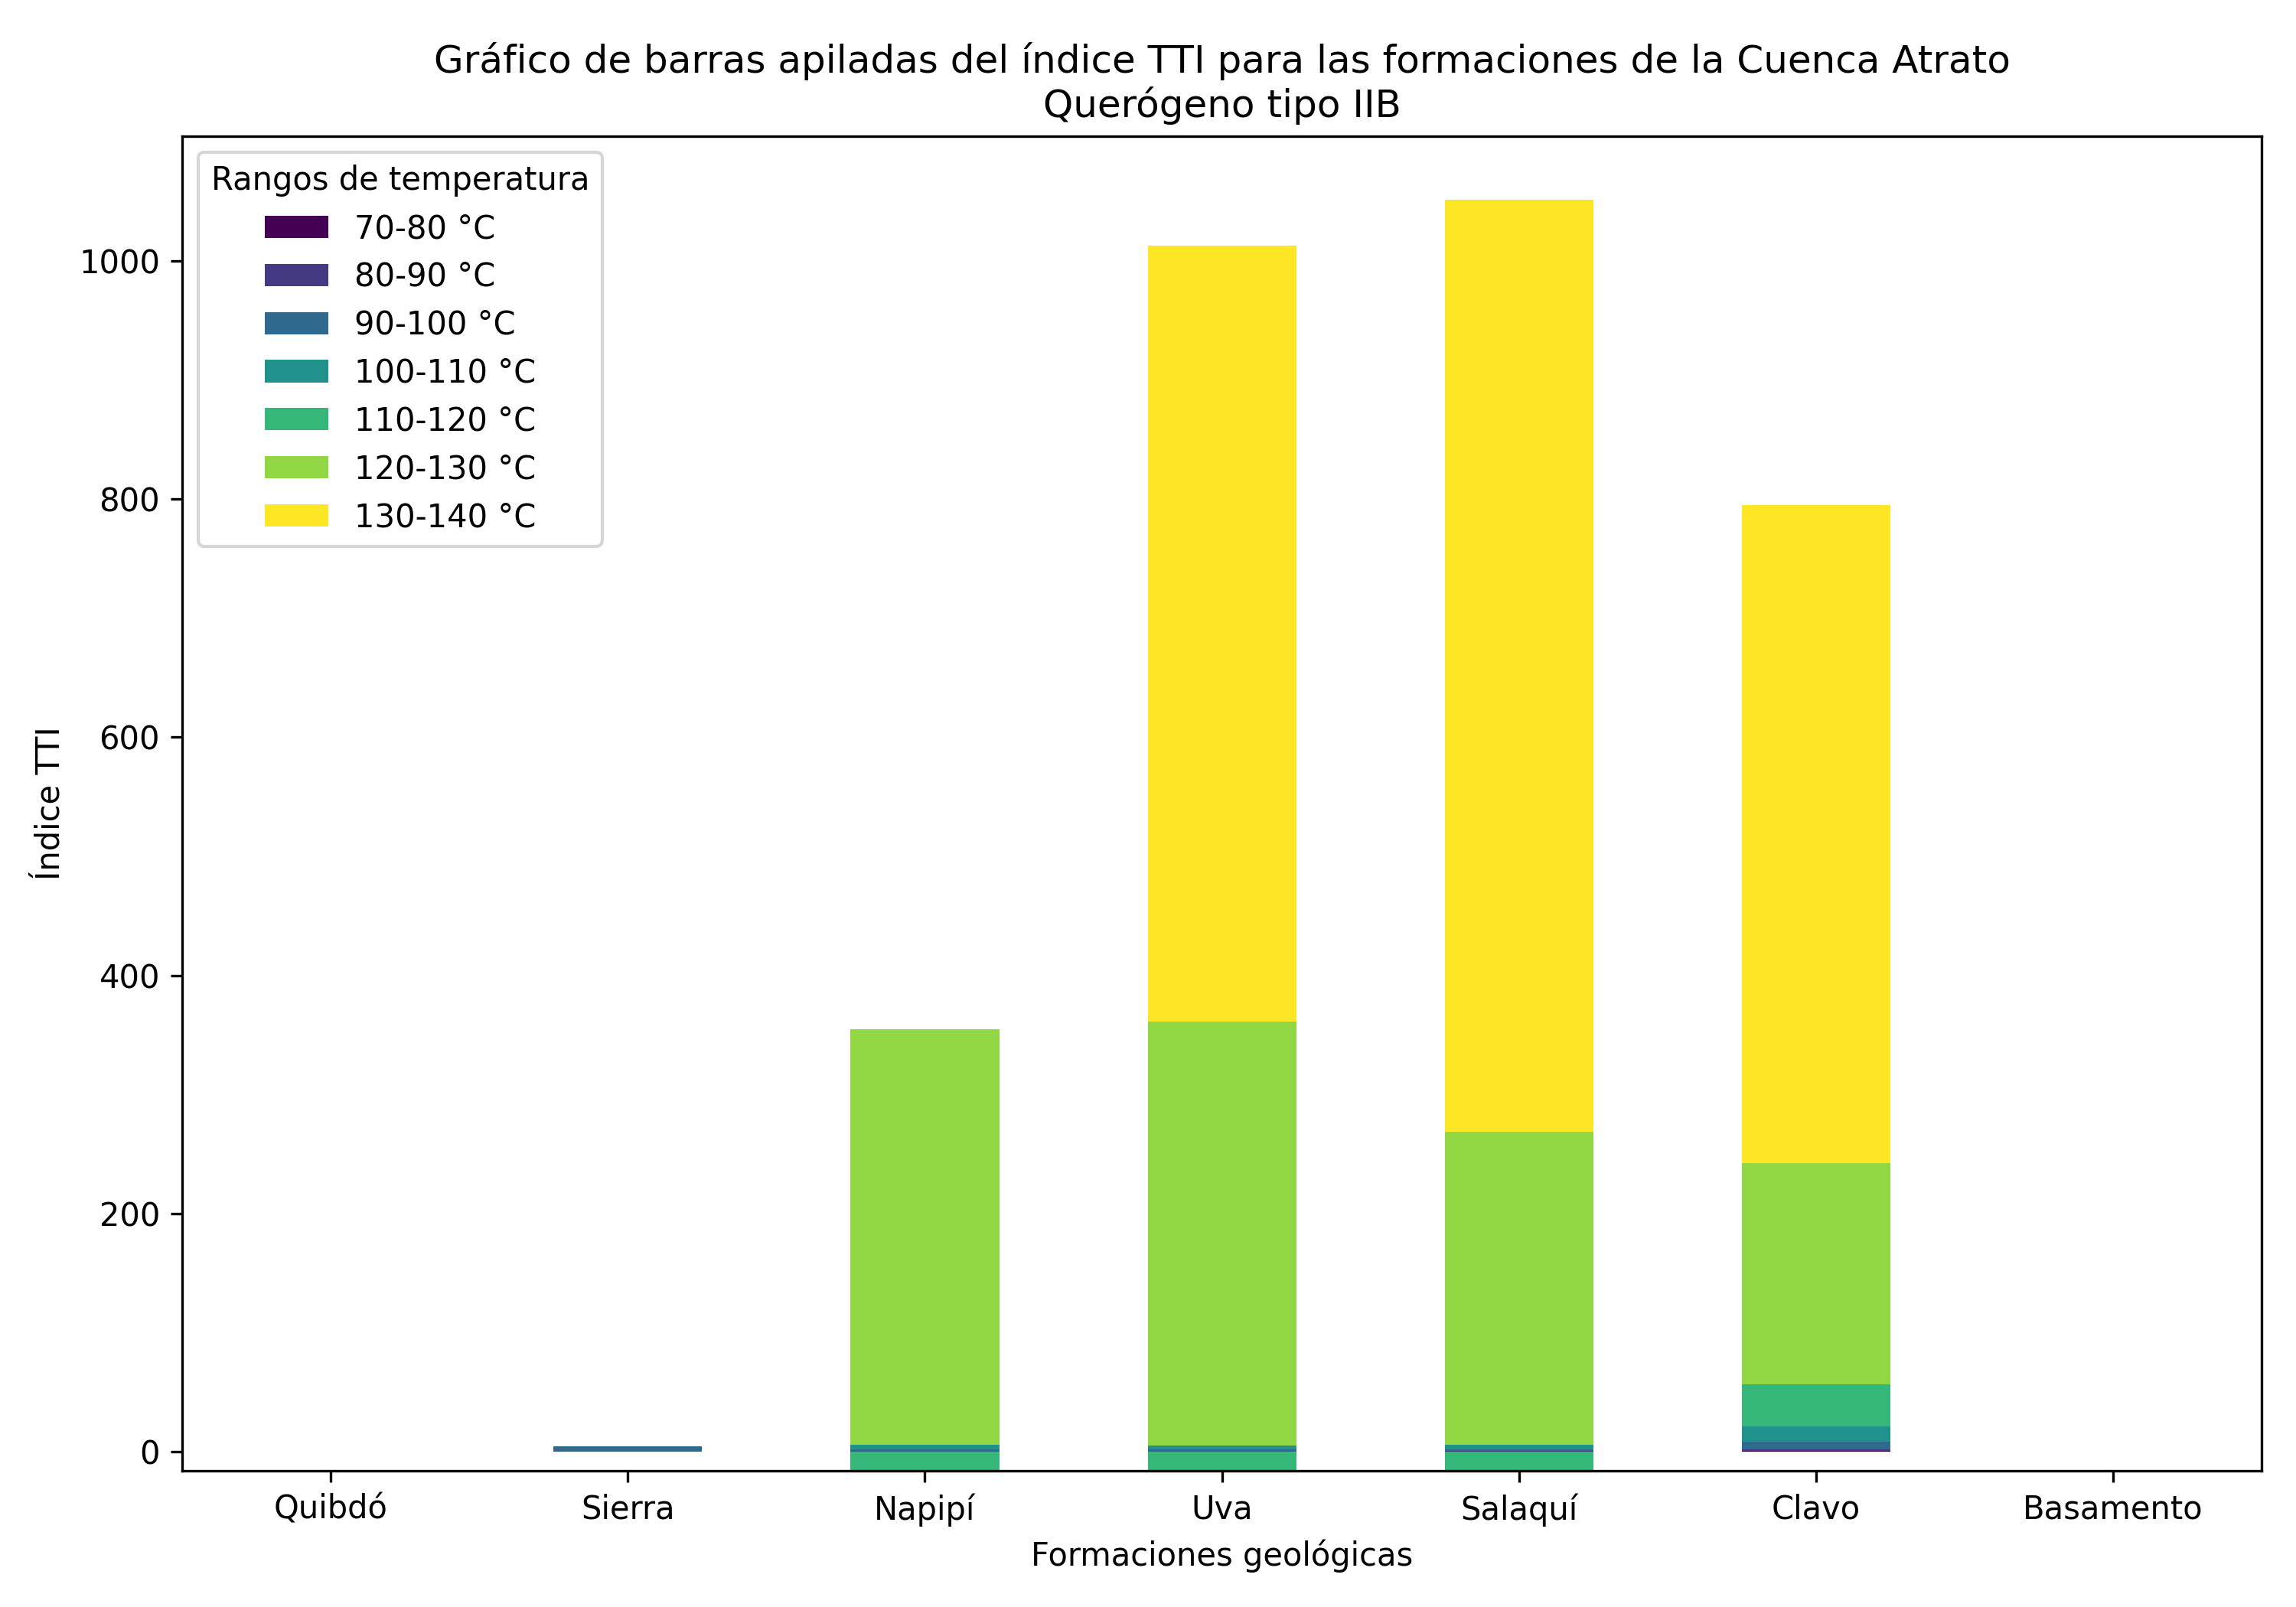 Gráfico de barras apiladas del índice TTI para las formaciones de la Cuenca Atrato
Querógeno tipo IIB
Rangos de temperatura
70-80 °C
80-90 °C
90-100 °C
100-110 °C
110-120 °C
120-130 °C
130-140 °C
1000
800
600
400
200
0
Índice TTI
Quibdó Sierra Napipí Uva Salaquí Clavo Basamento
Formaciones geológicas